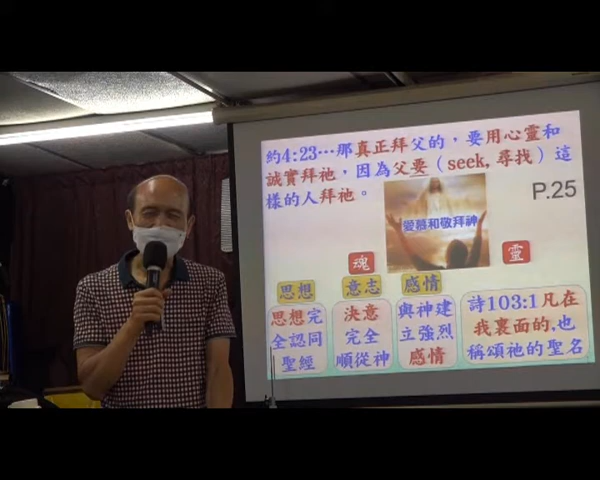 約4:23…那真正拜父的，要用心靈和
誠實拜祂，因為父要（seek, 尋找）這
樣的人拜祂。
P.25
愛慕和敬拜神
魂
靈
思想
意志
感情
思想完
全認同
聖經
決意
完全
順從神
與神建
立強烈
感情
詩103:1凡在
我裏面的,也
稱頌祂的聖名